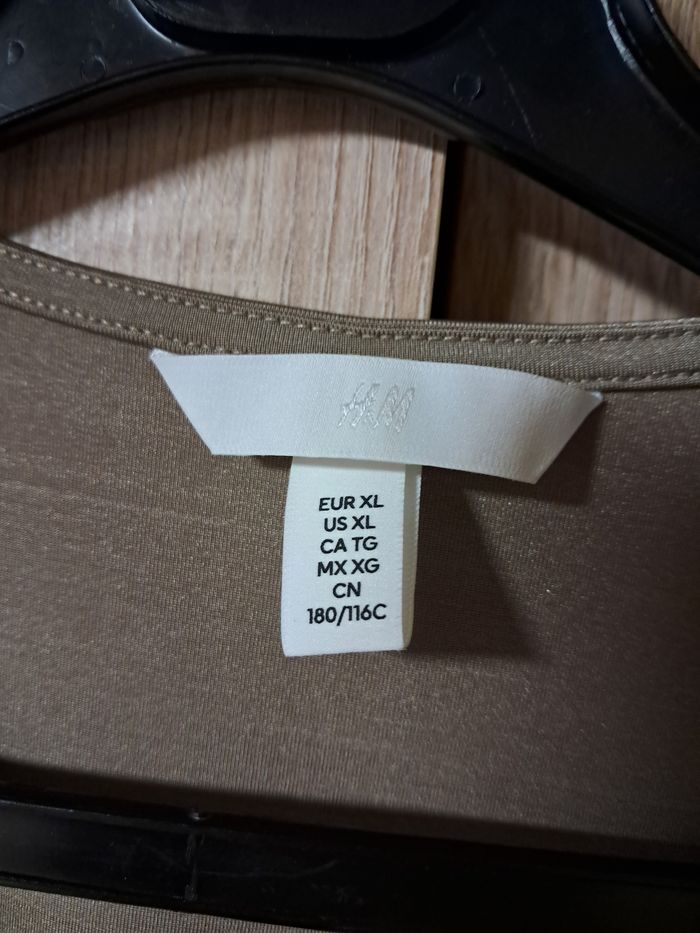 H&M
EUR XL
US XL
CA TG
MX XG
CN
180/116C